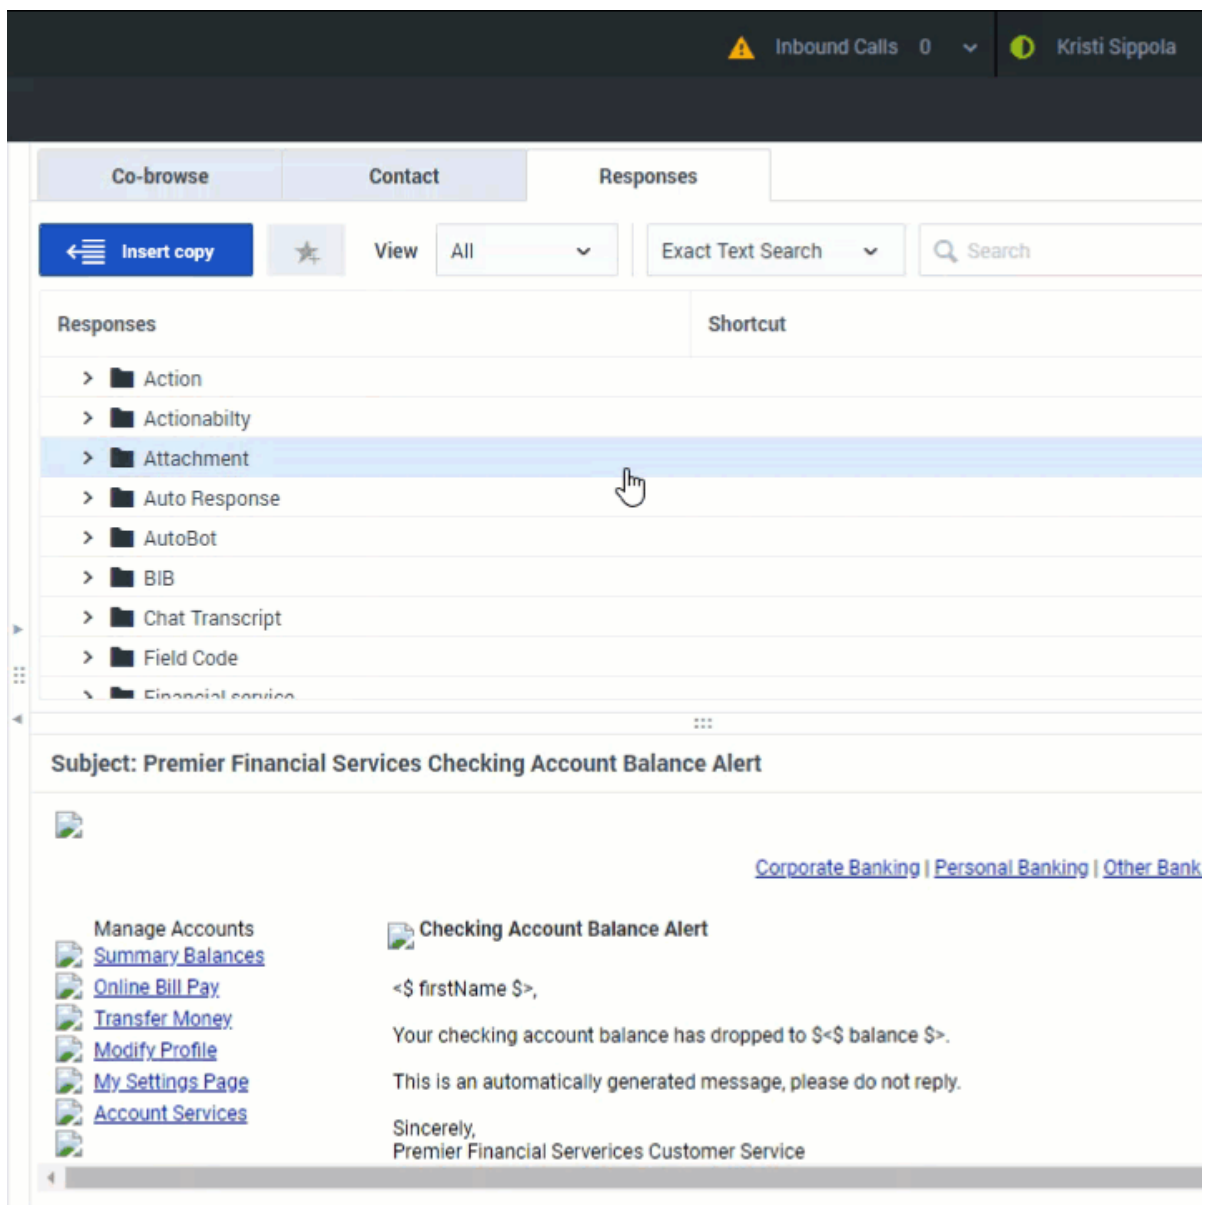 Inbound Calls 0 Kristi Sippola
Co-browse Contact Responses
Insert copy View All Exact Text Search Search
Responses Shortcut
Action
Actionabilty
Attachment
Auto Response
AutoBot
BIB
Chat Transcript
Field Code
Financial service
Subject: Premier Financial Services Checking Account Balance Alert
Corporate Banking | Personal Banking | Other Bank
Manage Accounts
Summary Balances
Online Bill Pay
Transfer Money
Modify Profile
My Settings Page
Account Services
Checking Account Balance Alert
<$ firstName $>,
Your checking account balance has dropped to $<$ balance $>.
This is an automatically generated message, please do not reply.
Sincerely,
Premier Financial Serverices Customer Service